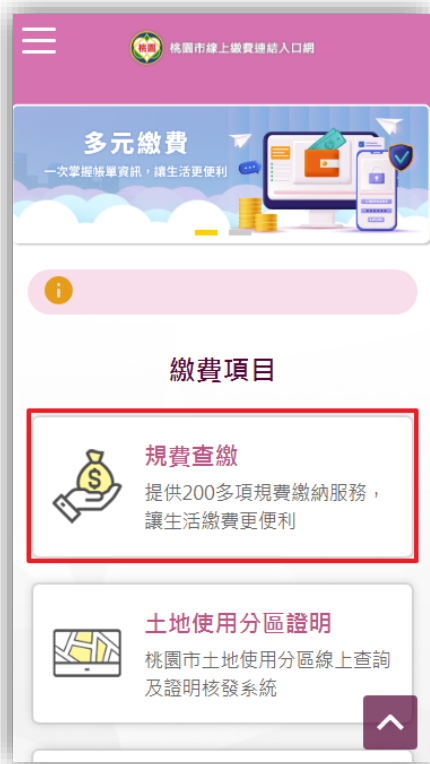 桃園
桃園市線上繳費連結入口網
多元繳費
一次掌握帳單資訊，讓生活更便利
繳費項目
規費查繳
提供200多項規費繳納服務，
讓生活繳費更便利
土地使用分區證明
桃園市土地使用分區線上查詢
及證明核發系統